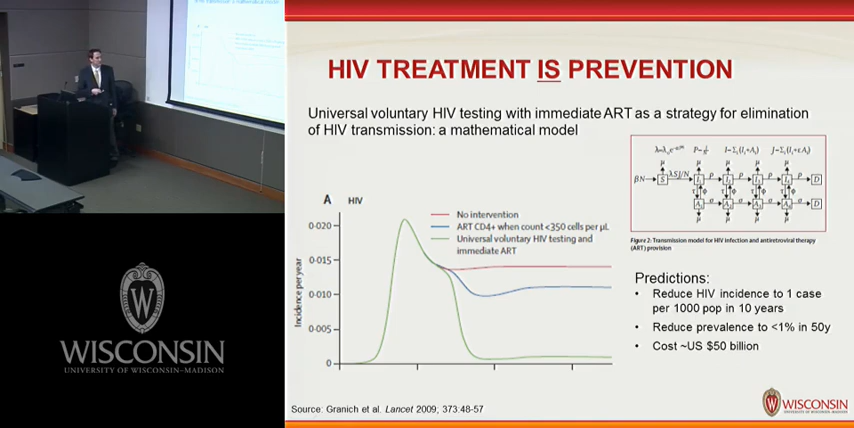 HIV TREATMENT IS PREVENTION
Universal voluntary HIV testing with immediate ART as a strategy for elimination
of HIV transmission: a mathematical model
A HIV
No intervention
ART CD4+ when count <350 cells per µL
Universal voluntary HIV testing and
immediate ART
Incidence per year
0·020
0·015
0·010
0·005
0
βN
S
λSJ/N
D
D
Figure 2: Transmission model for HIV infection and antiretroviral therapy
(ART) provision
Predictions:
• Reduce HIV incidence to 1 case
per 1000 pop in 10 years
• Reduce prevalence to <1% in 50y
• Cost ~US $50 billion
Source: Granich et al. Lancet 2009, 373:48-57
W
WISCONSIN
UNIVERSITY OF WISCONSIN–MADISON
W
WISCONSIN